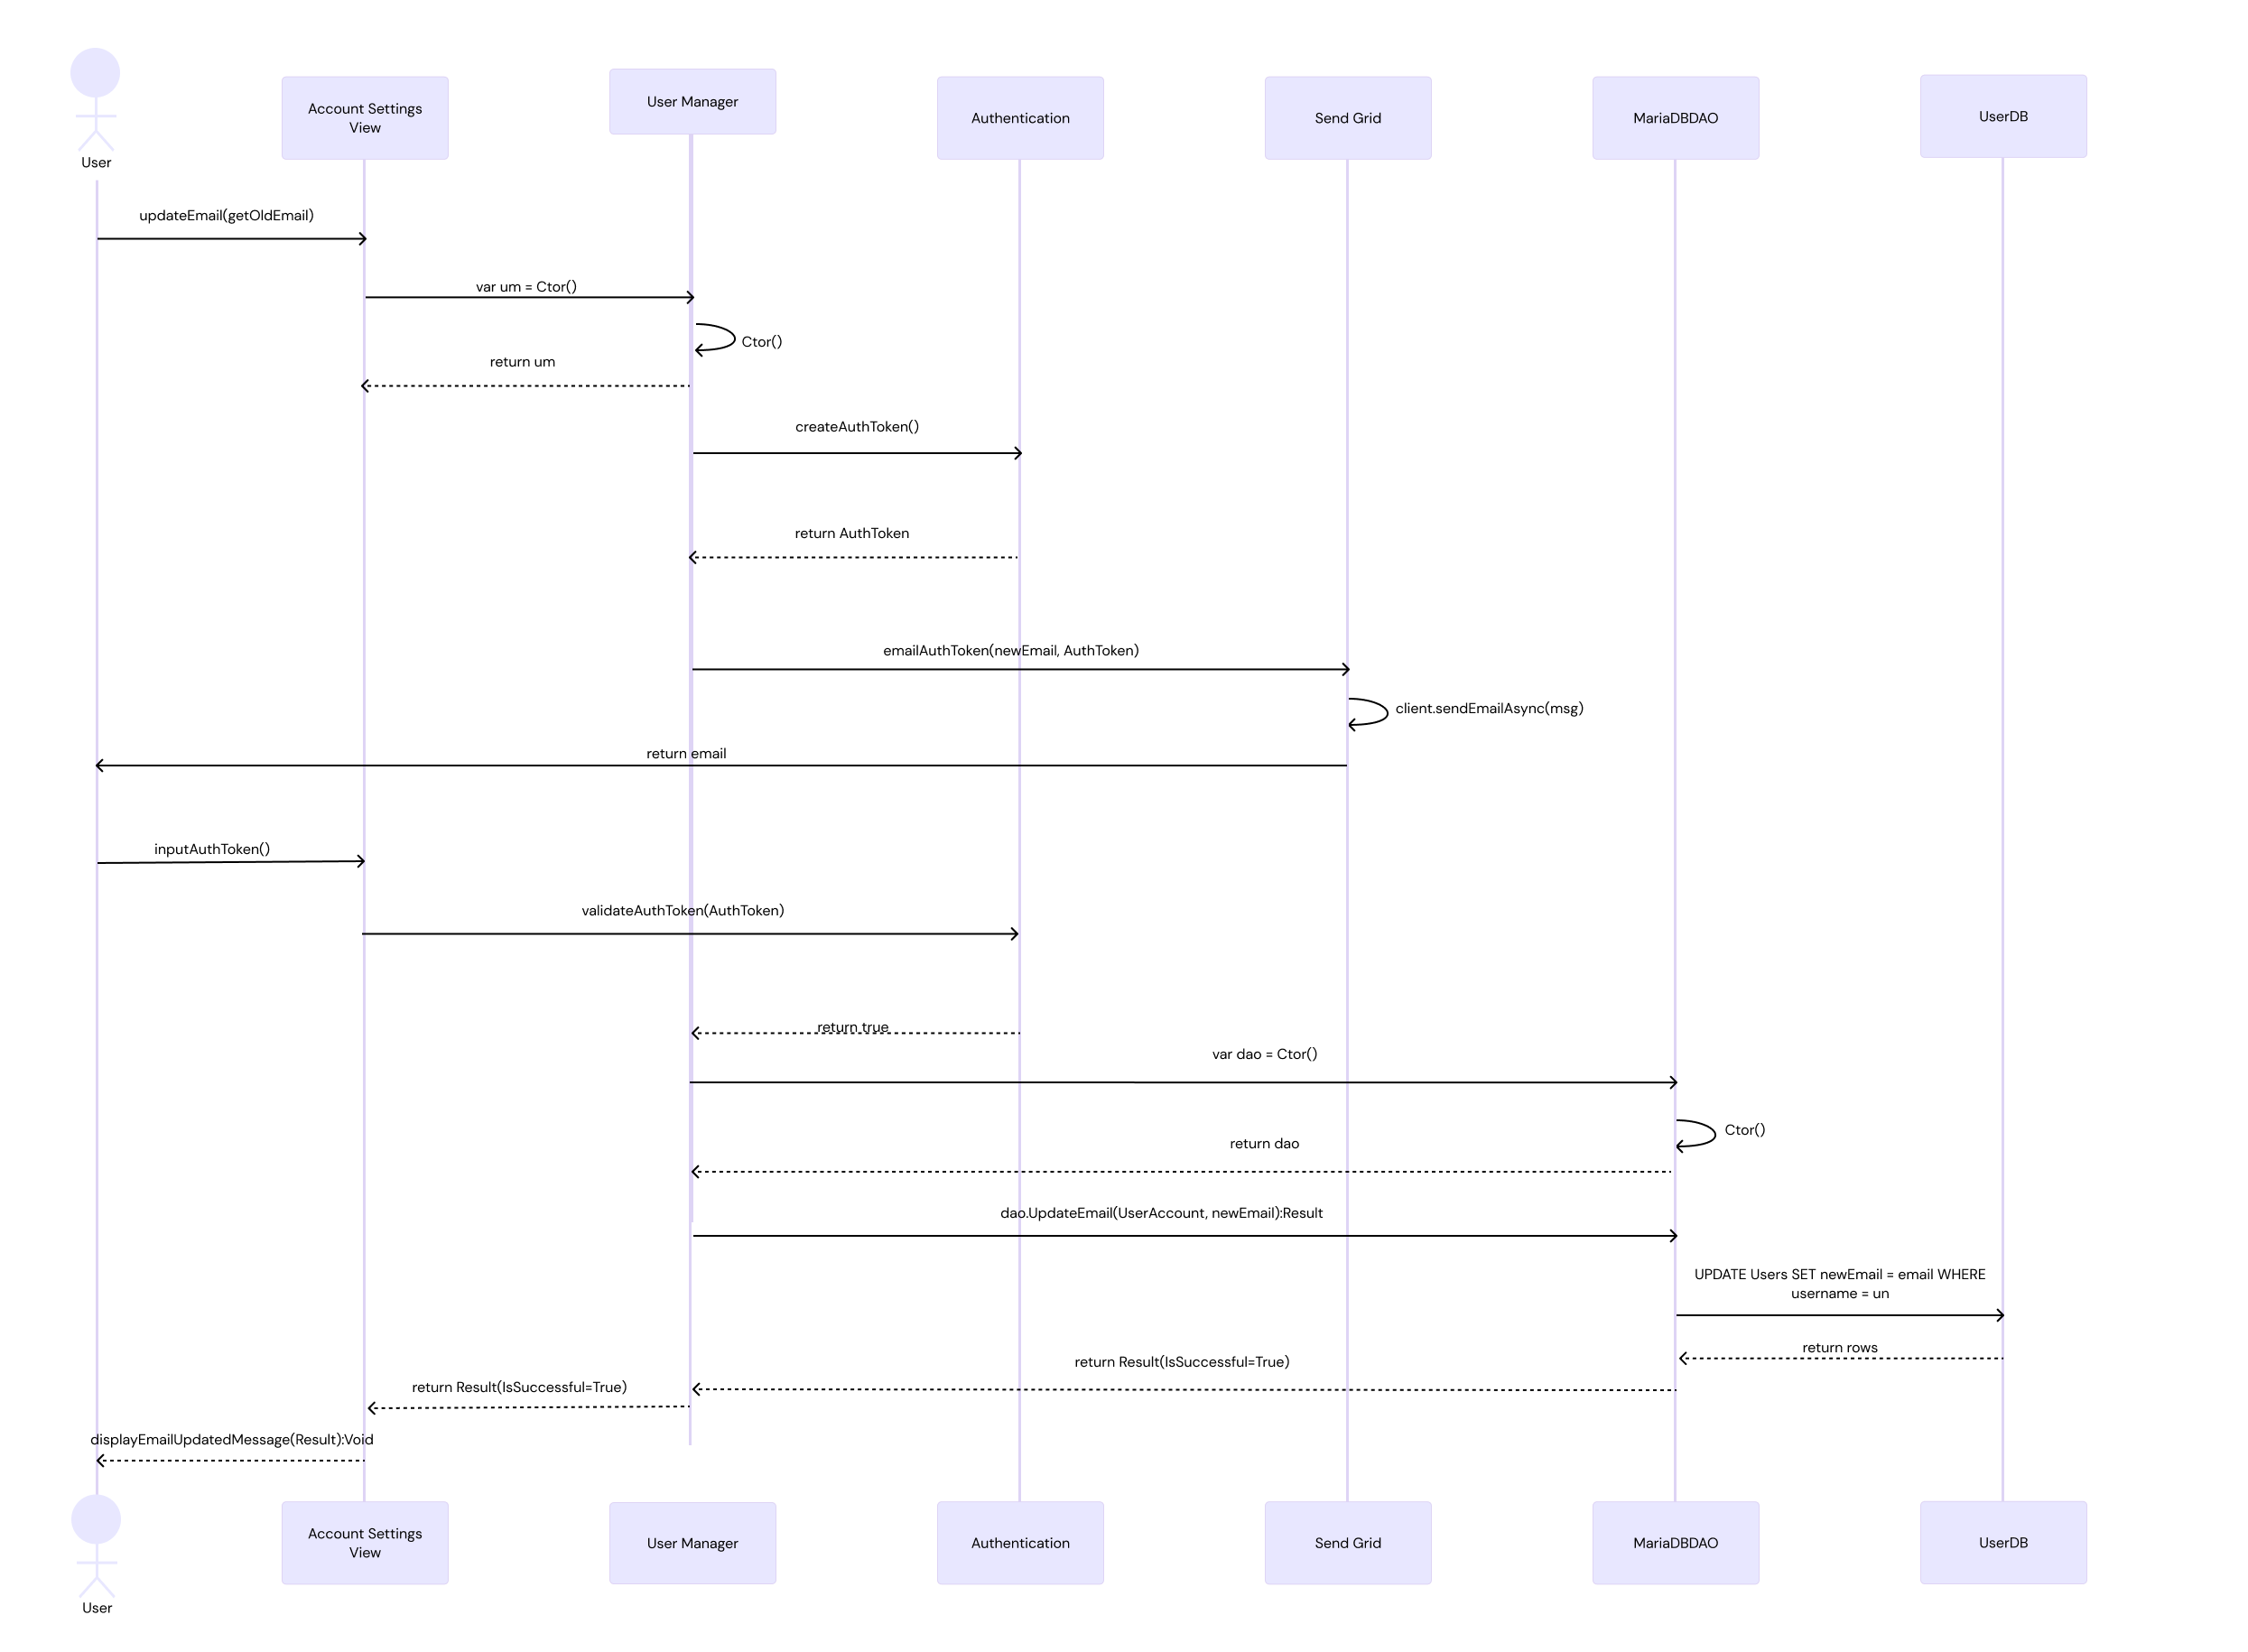 User
Account Settings
View
User Manager
Authentication
Send Grid
MariaDBDAO
UserDB
updateEmail(getOldEmail)
var um = Ctor()
Ctor()
return um
createAuthToken()
return AuthToken
emailAuthToken(newEmail, AuthToken)
client.sendEmailAsync(msg)
return email
inputAuthToken()
validateAuthToken(AuthToken)
return true
var dao = Ctor()
Ctor()
return dao
dao.UpdateEmail(UserAccount, newEmail):Result
UPDATE Users SET newEmail = email WHERE
username = un
return rows
return Result(IsSuccessful=True)
return Result(IsSuccessful=True)
displayEmailUpdatedMessage(Result):Void
User
Account Settings
View
User Manager
Authentication
Send Grid
MariaDBDAO
UserDB